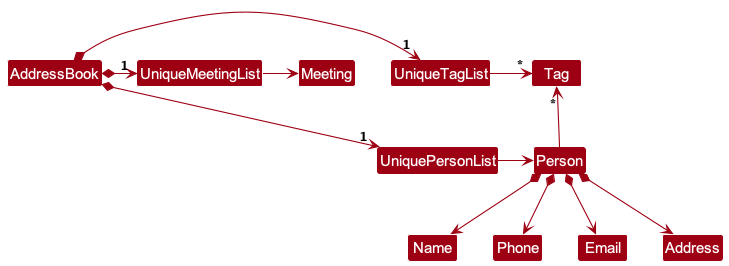 1
AddressBook
1
UniqueMeetingList
Meeting
UniqueTagList
*
Tag
*
1
UniquePersonList
Person
Name
Phone
Email
Address